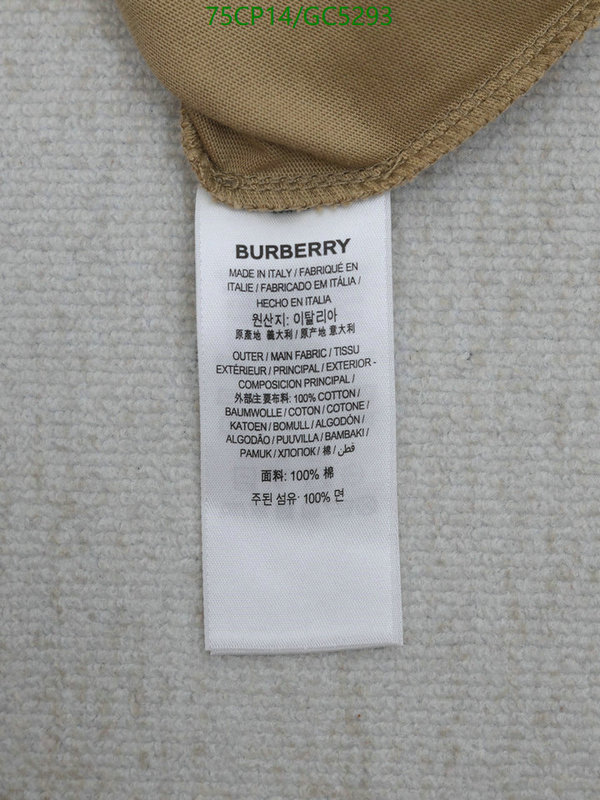 75CP14/GC5293
BURBERRY
MADE IN ITALY / FABRIQUÉ EN
ITALIE / FABRICADO EM ITÁLIA /
HECHO EN ITALIA
원산지: 이탈리아
原產地 義大利 / 原产地 意大利
OUTER / MAIN FABRIC / TISSU
EXTÉRIEUR / PRINCIPAL / EXTERIOR -
COMPOSICION PRINCIPAL /
外部主要布料: 100% COTTON /
BAUMWOLLE / COTON / COTONE /
KATOEN / BOMULL / ALGODÓN /
ALGODÃO / PUUVILLA / BAMBAKI /
PAMUK / ХЛОПОК / 棉 / قطن /
面料: 100% 棉
주된 섬유· 100% 면